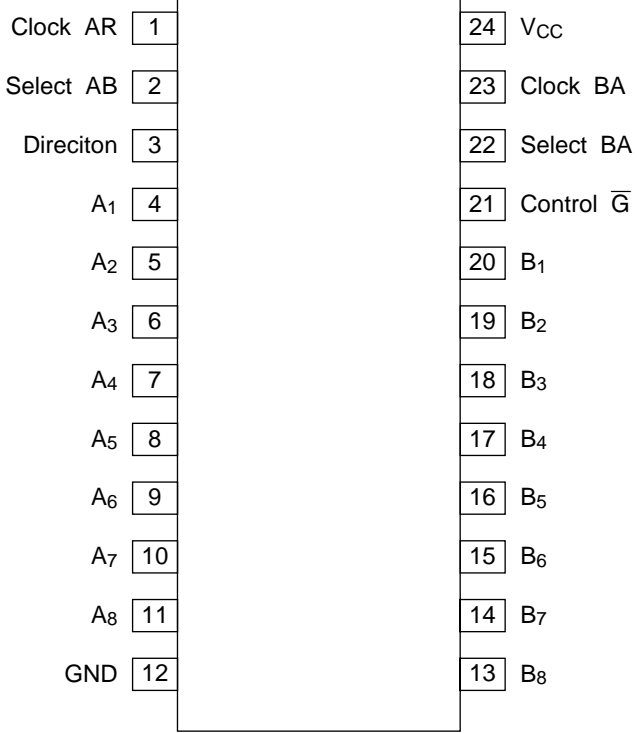 Clock AR 1 24 VCC
Select AB 2 23 Clock BA
Direciton 3 22 Select BA
A1 4 21 Control G̅
A2 5 20 B1
A3 6 19 B2
A4 7 18 B3
A5 8 17 B4
A6 9 16 B5
A7 10 15 B6
A8 11 14 B7
GND 12 13 B8